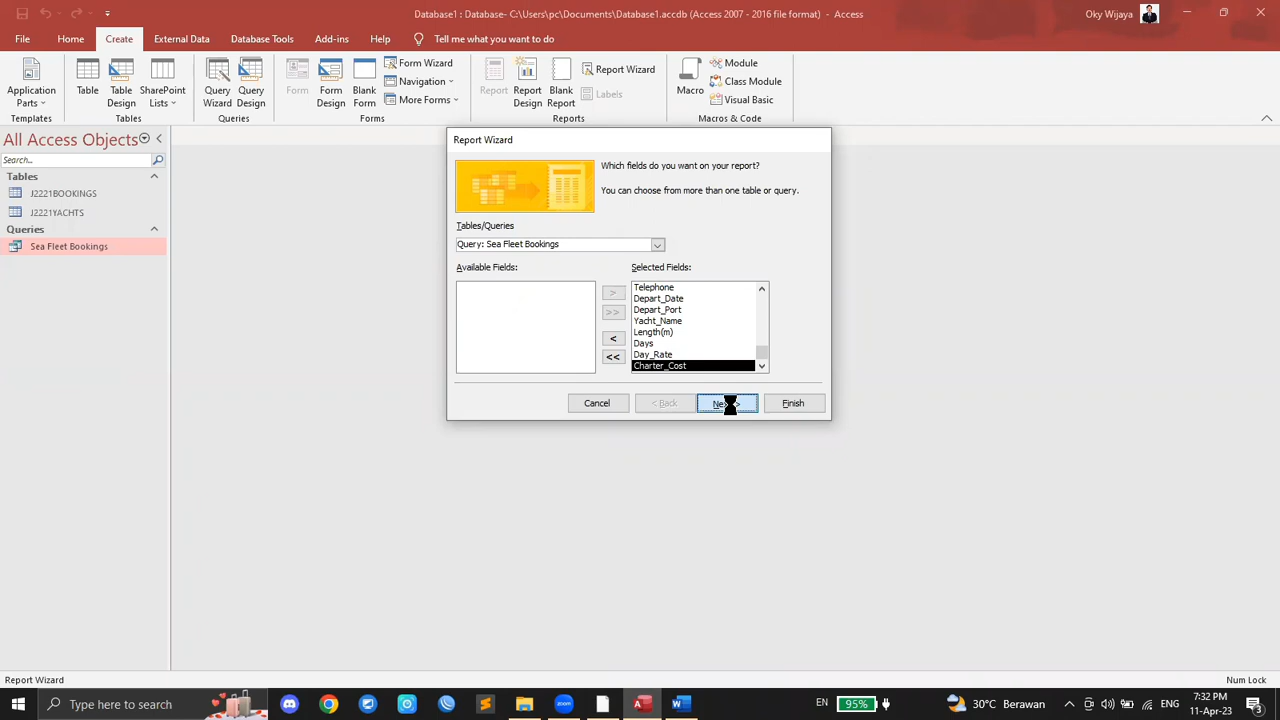 Database1 : Database- C:\Users\pc\Documents\Database1.accdb (Access 2007 - 2016 file format) - Access
Oky Wijaya
File Home Create External Data Database Tools Add-ins Help Tell me what you want to do
Application Parts
Templates
Table
Table Design
SharePoint Lists
Tables
Query Wizard
Query Design
Queries
Form
Form Design
Blank Form
Form Wizard
Navigation
More Forms
Forms
Report
Report Design
Blank Report
Report Wizard
Labels
Reports
Macro
Module
Class Module
Visual Basic
Macros & Code
All Access Objects
Search...
Tables
J2221BOOKINGS
J2221YACHTS
Queries
Sea Fleet Bookings
Report Wizard
Which fields do you want on your report?
You can choose from more than one table or query.
Tables/Queries
Query: Sea Fleet Bookings
Available Fields:
Selected Fields:
>
>>
<
<<
Telephone
Depart_Date
Depart_Port
Yacht_Name
Length(m)
Days
Day_Rate
Charter_Cost
Cancel
< Back
Finish
Report Wizard
Num Lock
Type here to search
EN
95%
30°C Berawan
ENG
7:32 PM
11-Apr-23
3